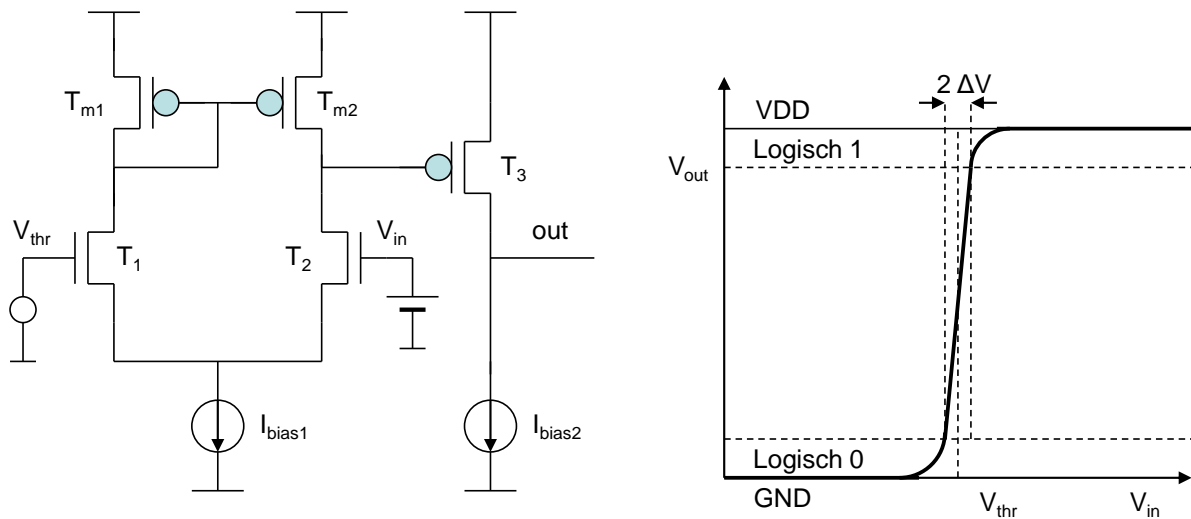 T_m1
T_m2
T_3
V_thr
T_1
T_2
V_in
out
I_bias1
I_bias2
2 ΔV
VDD
Logisch 1
V_out
Logisch 0
GND
V_thr
V_in